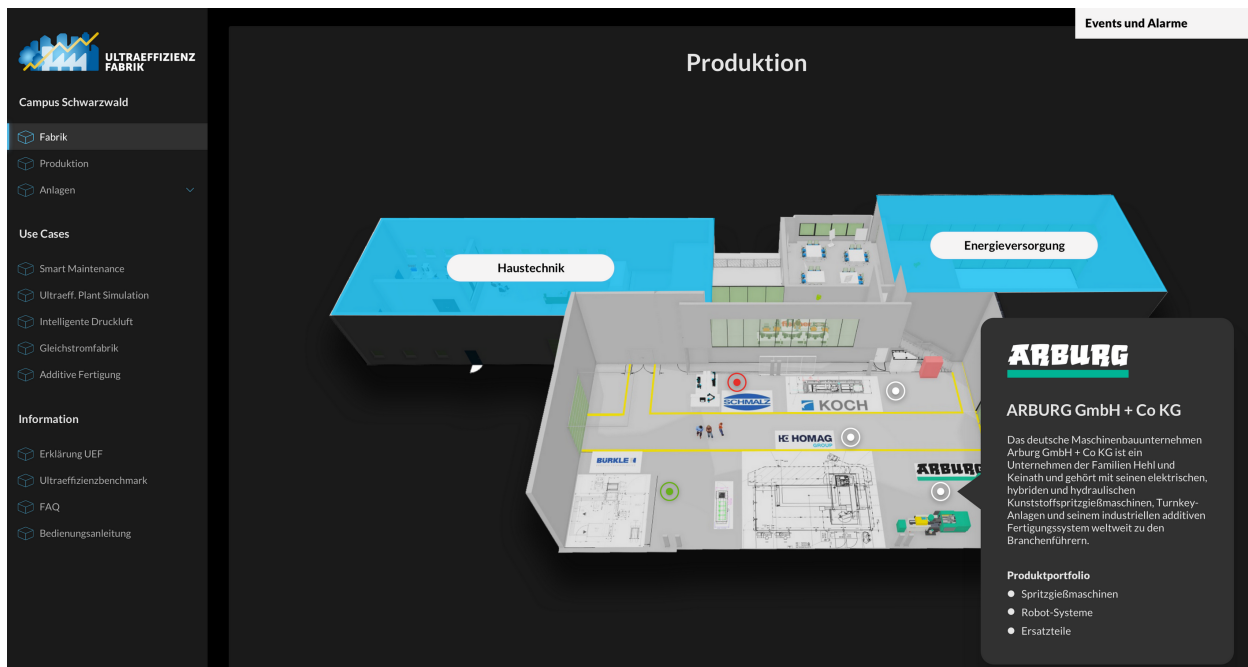 Events und Alarme
ULTRAEFFIZIENZ
FABRIK
Campus Schwarzwald
Fabrik
Produktion
Anlagen
Use Cases
Smart Maintenance
Ultraeff. Plant Simulation
Intelligente Druckluft
Gleichstromfabrik
Additive Fertigung
Information
Erklärung UEF
Ultraeffizienzbenchmark
FAQ
Bedienungsanleitung
Produktion
Haustechnik
Energieversorgung
SCHMALZ
KOCH
HOMAG
GROUP
BURKLE
ARBURG
ARBURG
ARBURG GmbH + Co KG
Das deutsche Maschinenbauunternehmen
Arburg GmbH + Co KG ist ein
Unternehmen der Familien Hehl und
Keinath und gehört mit seinen elektrischen,
hybriden und hydraulischen
Kunststoffspritzgießmaschinen, Turnkey-
Anlagen und seinem industriellen additiven
Fertigungssystem weltweit zu den
Branchenführern.
Produktportfolio
Spritzgießmaschinen
Robot-Systeme
Ersatzteile